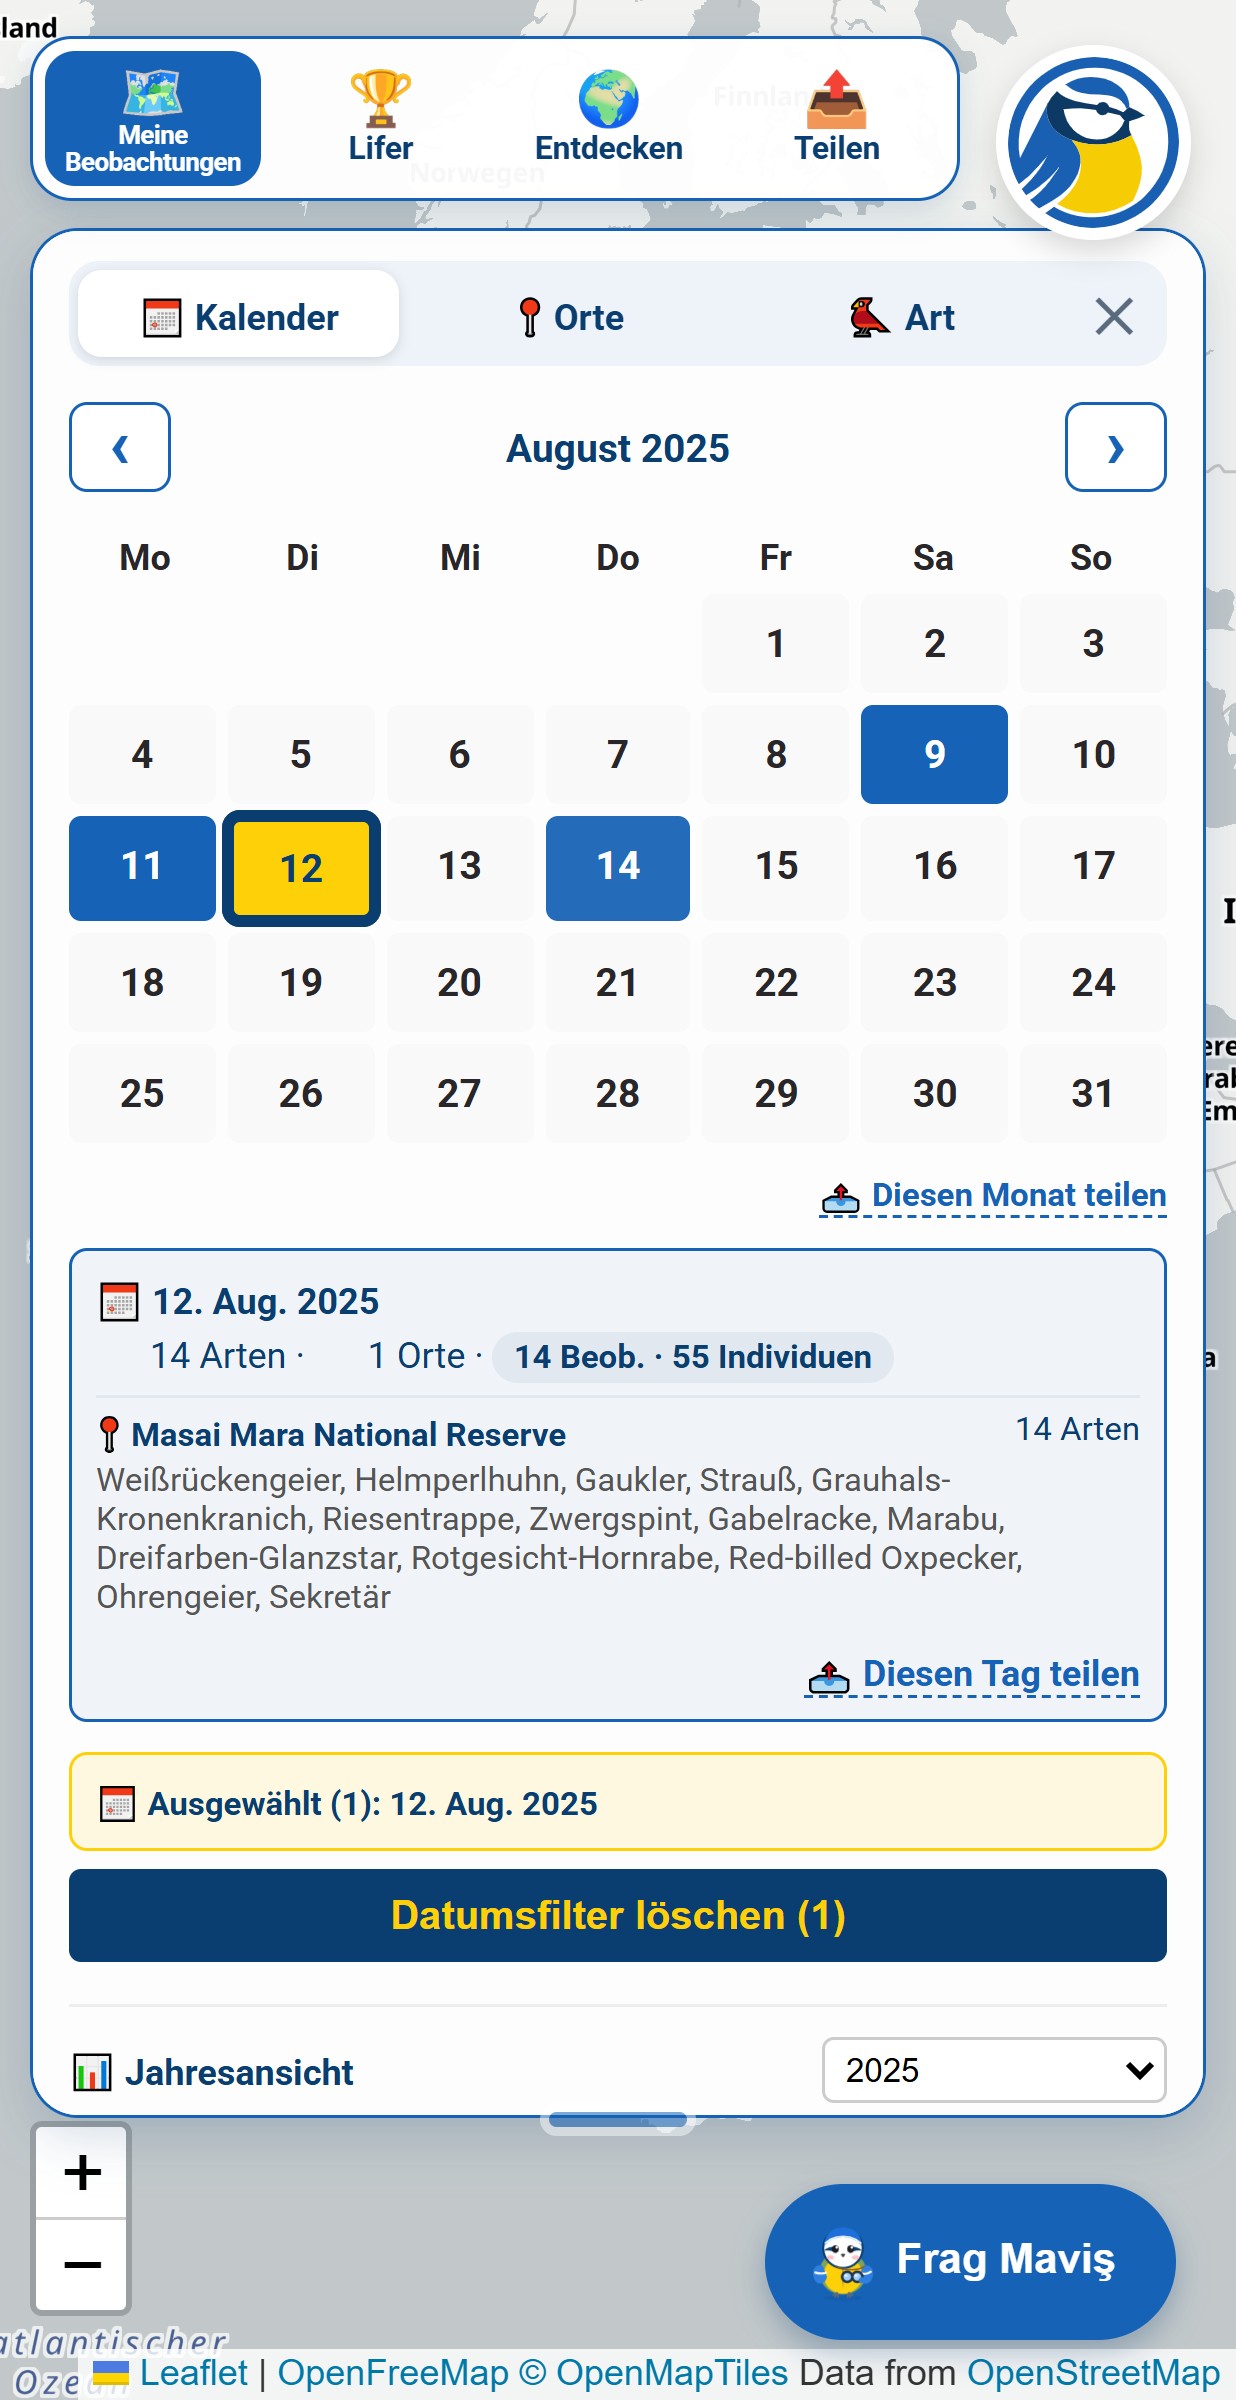 sland
Meine
Beobachtungen
Lifer
Entdecken
Teilen
Finnlan
Norwegen
Kalender
Orte
Art
‹
August 2025
›
Mo Di Mi Do Fr Sa So
1 2 3
4 5 6 7 8 9 10
11 12 13 14 15 16 17
18 19 20 21 22 23 24
25 26 27 28 29 30 31
Diesen Monat teilen
12. Aug. 2025
14 Arten · 1 Orte · 14 Beob. · 55 Individuen
Masai Mara National Reserve 14 Arten
Weißrückengeier, Helmperlhuhn, Gaukler, Strauß, Grauhals-
Kronenkranich, Riesentrappe, Zwergspint, Gabelracke, Marabu,
Dreifarben-Glanzstar, Rotgesicht-Hornrabe, Red-billed Oxpecker,
Ohrengeier, Sekretär
Diesen Tag teilen
Ausgewählt (1): 12. Aug. 2025
Datumsfilter löschen (1)
Jahresansicht 2025
+
−
Frag Maviş
atlantischer
Oze
Leaflet | OpenFreeMap © OpenMapTiles Data from OpenStreetMap